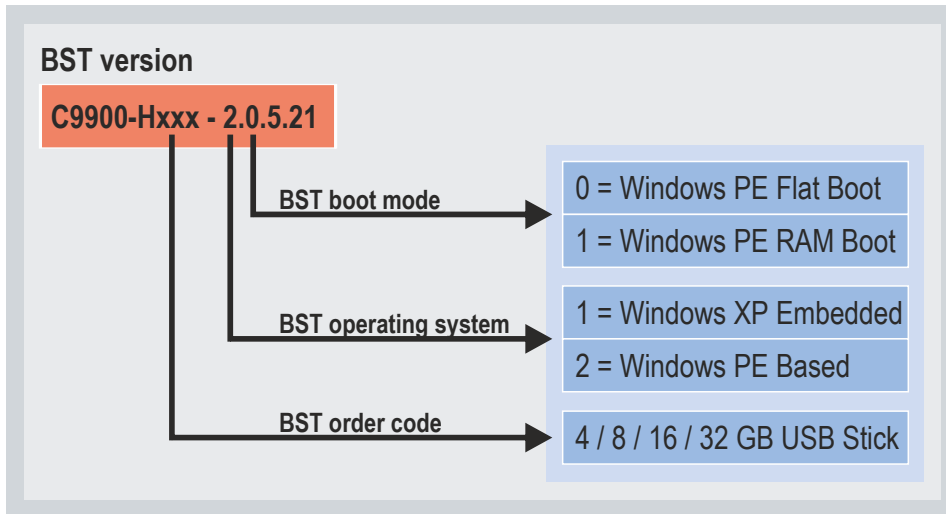 BST version
C9900-Hxxx - 2.0.5.21
BST boot mode
0 = Windows PE Flat Boot
1 = Windows PE RAM Boot
BST operating system
1 = Windows XP Embedded
2 = Windows PE Based
BST order code
4 / 8 / 16 / 32 GB USB Stick